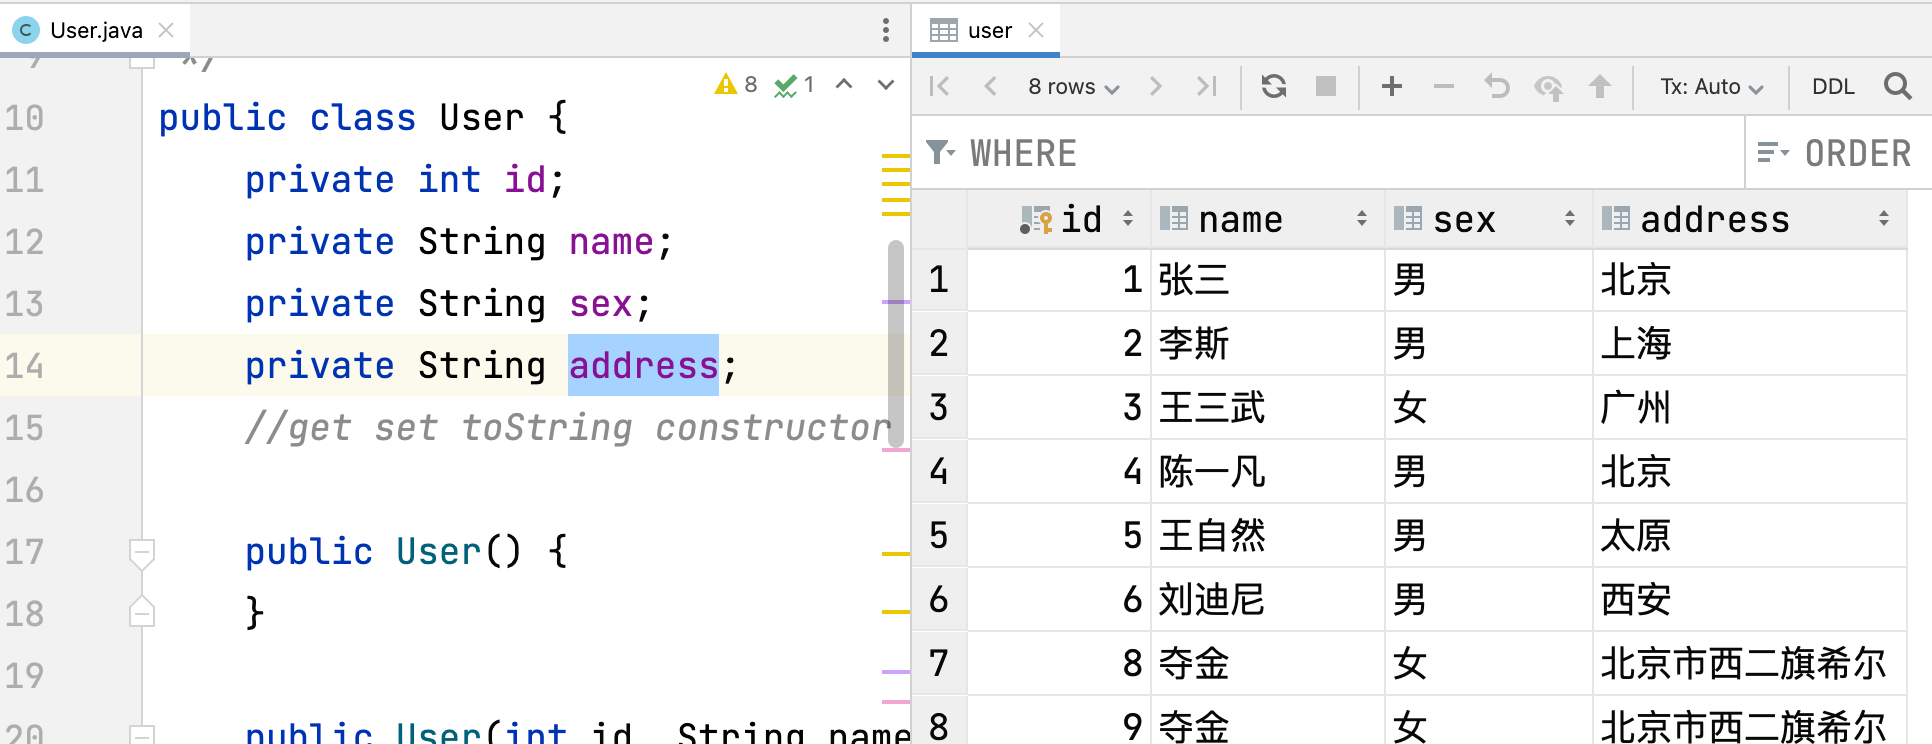 User.java
8 1
9 */
10 public class User {
11 private int id;
12 private String name;
13 private String sex;
14 private String address;
15 //get set toString constructor
16
17 public User() {
18 }
19
20 public User(int id, String name
user
8 rows Tx: Auto DDL
WHERE ORDER
id name sex address
1 1 张三 男 北京
2 2 李斯 男 上海
3 3 王三武 女 广州
4 4 陈一凡 男 北京
5 5 王自然 男 太原
6 6 刘迪尼 男 西安
7 8 夺金 女 北京市西二旗希尔
8 9 夺金 女 北京市西二旗希尔